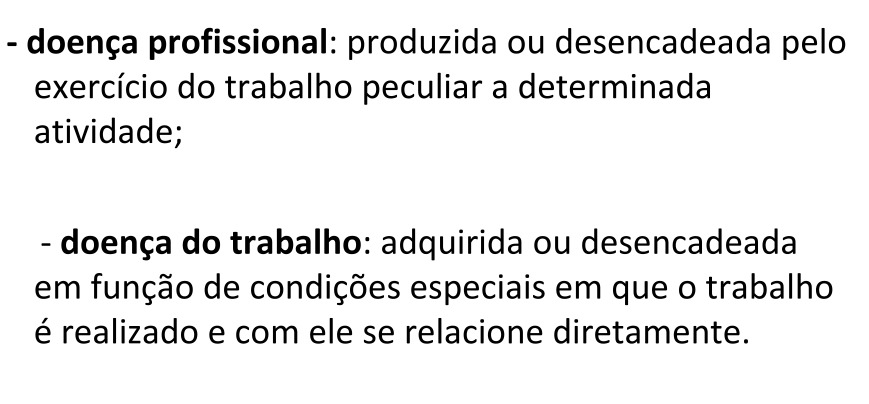 - doença profissional: produzida ou desencadeada pelo
exercício do trabalho peculiar a determinada
atividade;
- doença do trabalho: adquirida ou desencadeada
em função de condições especiais em que o trabalho
é realizado e com ele se relacione diretamente.